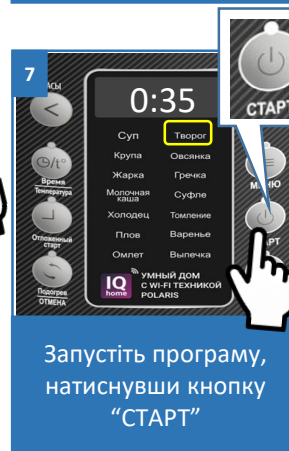 7
АСЫ
СТАРТ
0:35
Суп
Творог
Крупа
Овсянка
Время
Температура
МЕНЮ
Жарка
Гречка
Молочная
каша
Суфле
Отложенный
старт
Холодец
Томление
Плов
Варенье
Омлет
Выпечка
Подогрев
ОТМЕНА
IQ
home
УМНЫЙ ДОМ
С WI-FI ТЕХНИКОЙ
POLARIS
Запустіть програму,
натиснувши кнопку
“СТАРТ”